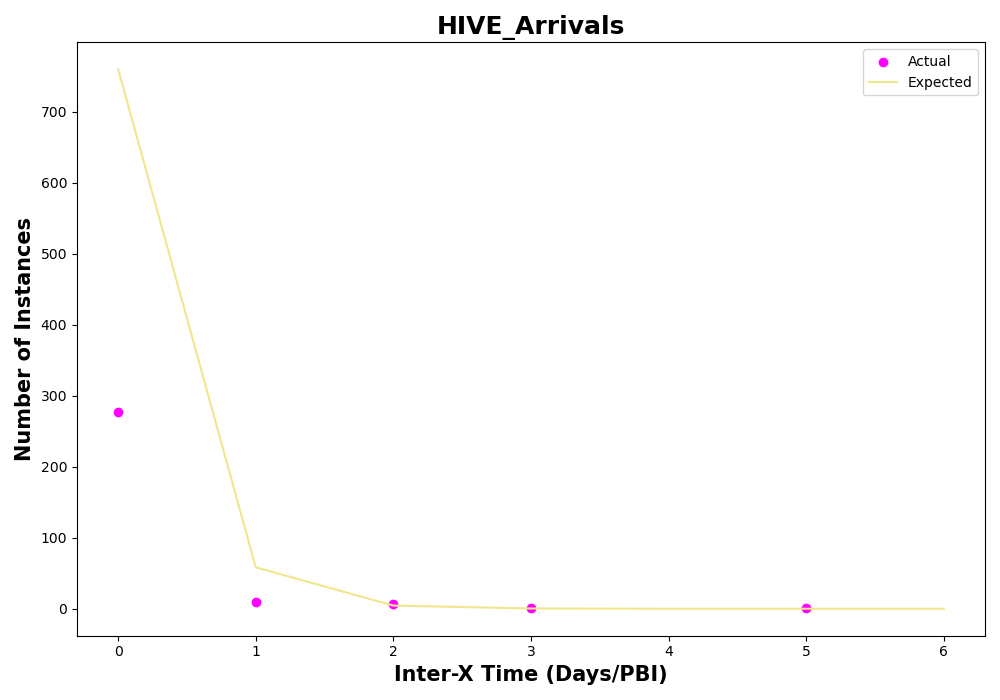 HIVE_Arrivals
Actual
Expected
Number of Instances
700
600
500
400
300
200
100
0
0 1 2 3 4 5 6
Inter-X Time (Days/PBI)